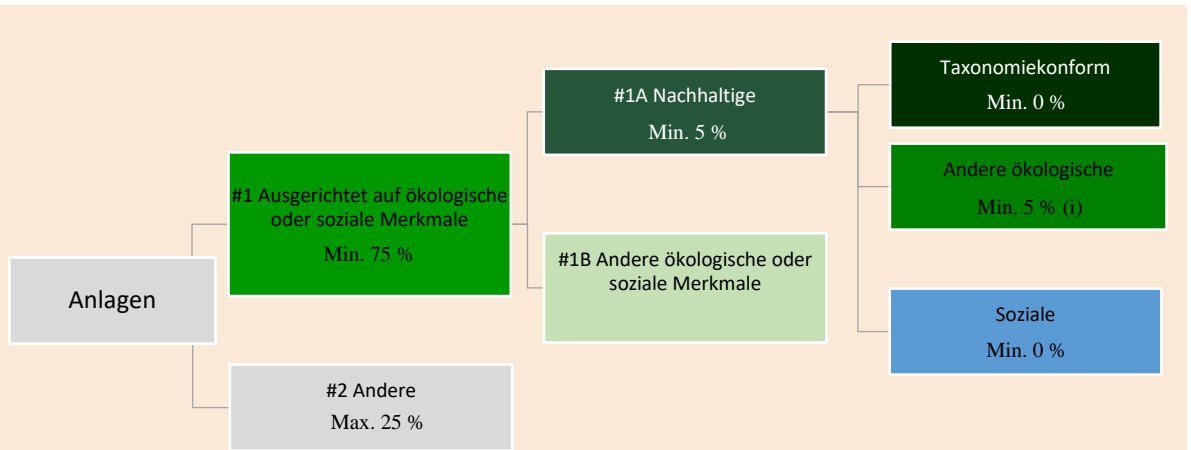 Anlagen
#1 Ausgerichtet auf ökologische
oder soziale Merkmale
Min. 75 %
#2 Andere
Max. 25 %
#1A Nachhaltige
Min. 5 %
#1B Andere ökologische oder
soziale Merkmale
Taxonomiekonform
Min. 0 %
Andere ökologische
Min. 5 % (i)
Soziale
Min. 0 %